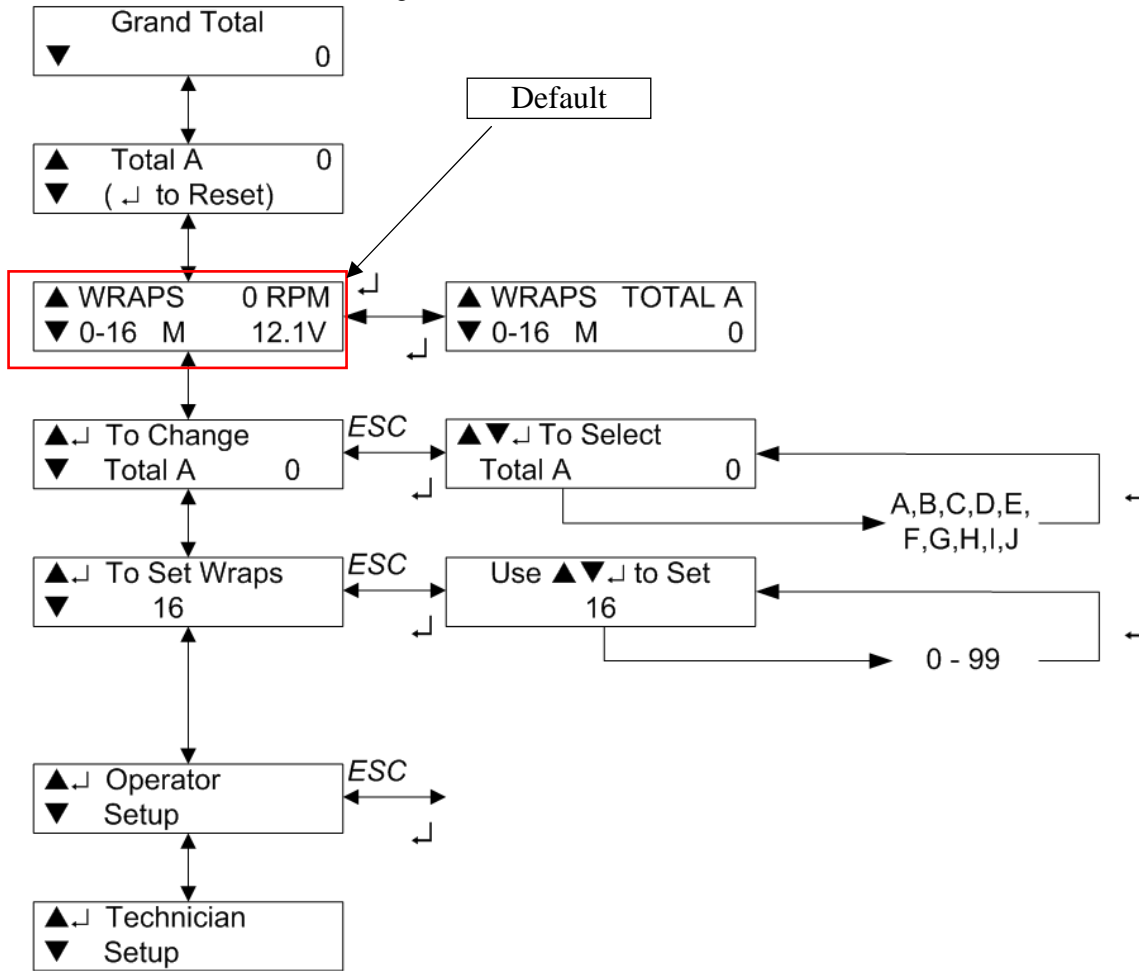 Grand Total
▼ 0
Default
▲ Total A 0
▼ ( ↵ to Reset)
▲ WRAPS 0 RPM
▼ 0-16 M 12.1V
↵
↵
▲ WRAPS TOTAL A
▼ 0-16 M 0
▲↵ To Change
▼ Total A 0
ESC
↵
▲▼↵ To Select
Total A 0
A,B,C,D,E,
F,G,H,I,J
▲↵ To Set Wraps
▼ 16
ESC
↵
Use ▲▼↵ to Set
16
0 - 99
▲↵ Operator
▼ Setup
ESC
↵
▲↵ Technician
▼ Setup